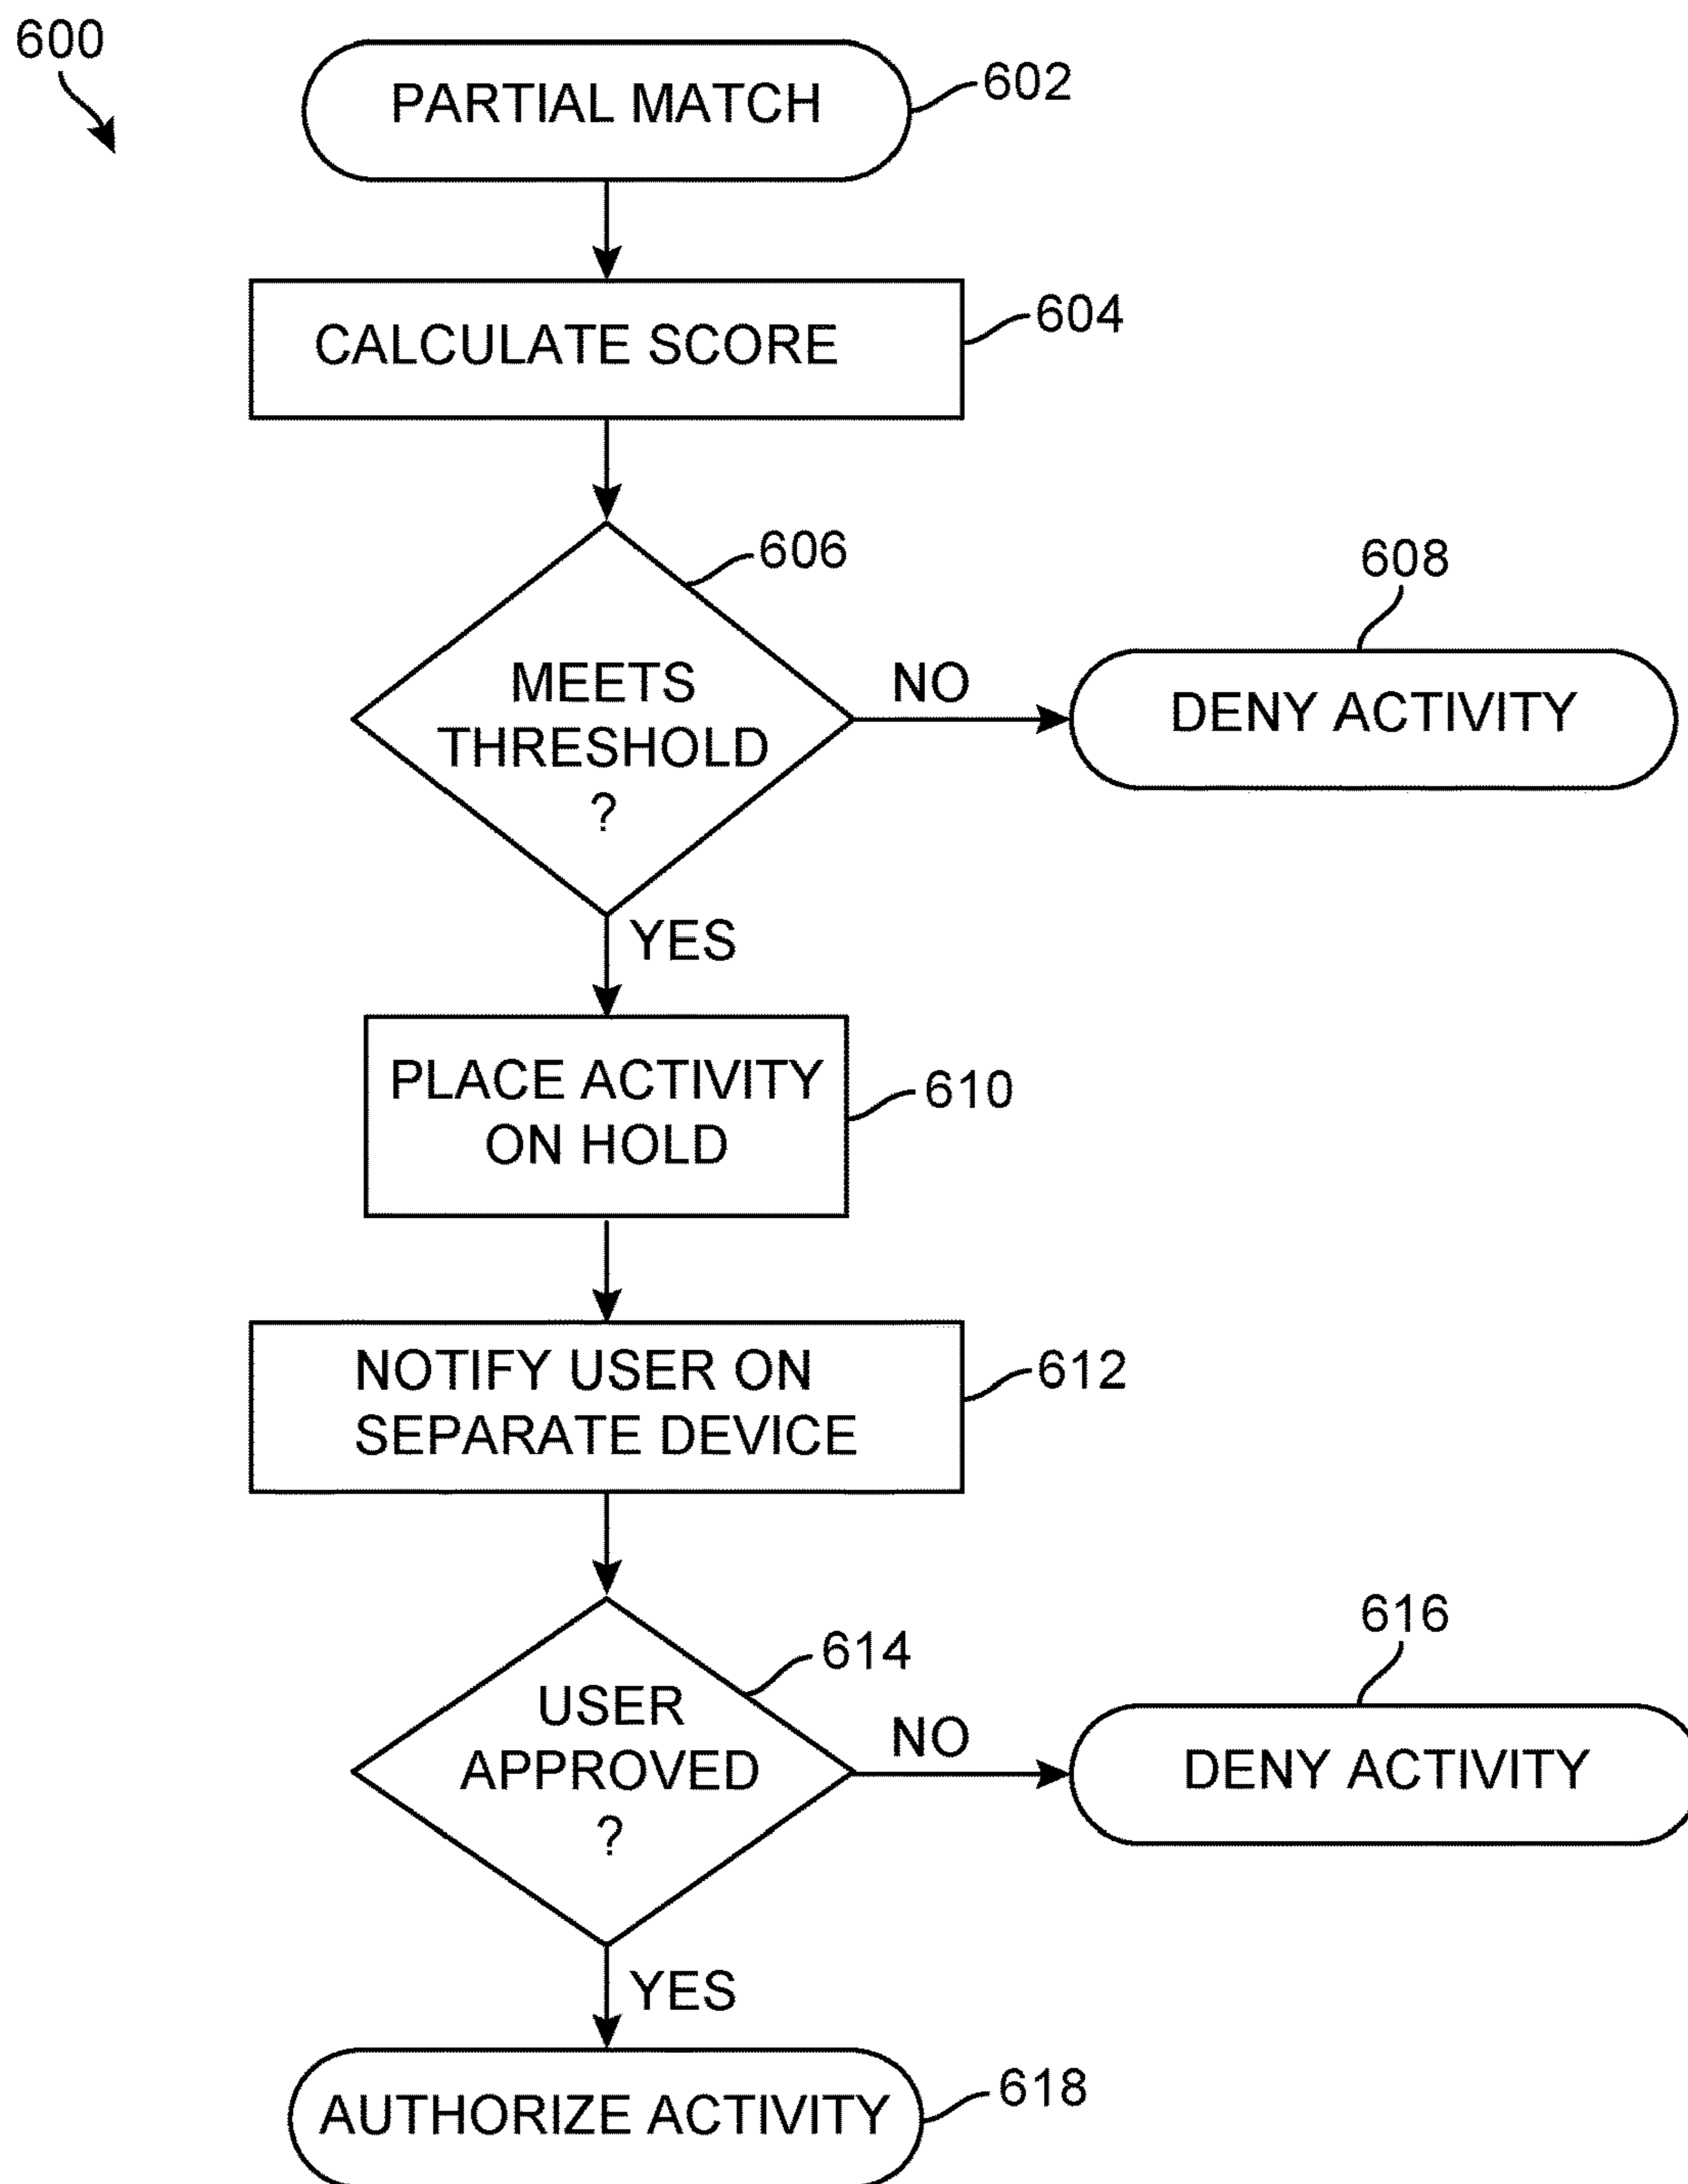 600
PARTIAL MATCH
602
CALCULATE SCORE
604
606
MEETS
THRESHOLD
?
NO
608
DENY ACTIVITY
YES
PLACE ACTIVITY
ON HOLD
610
NOTIFY USER ON
SEPARATE DEVICE
612
614
USER
APPROVED
?
NO
616
DENY ACTIVITY
YES
AUTHORIZE ACTIVITY
618